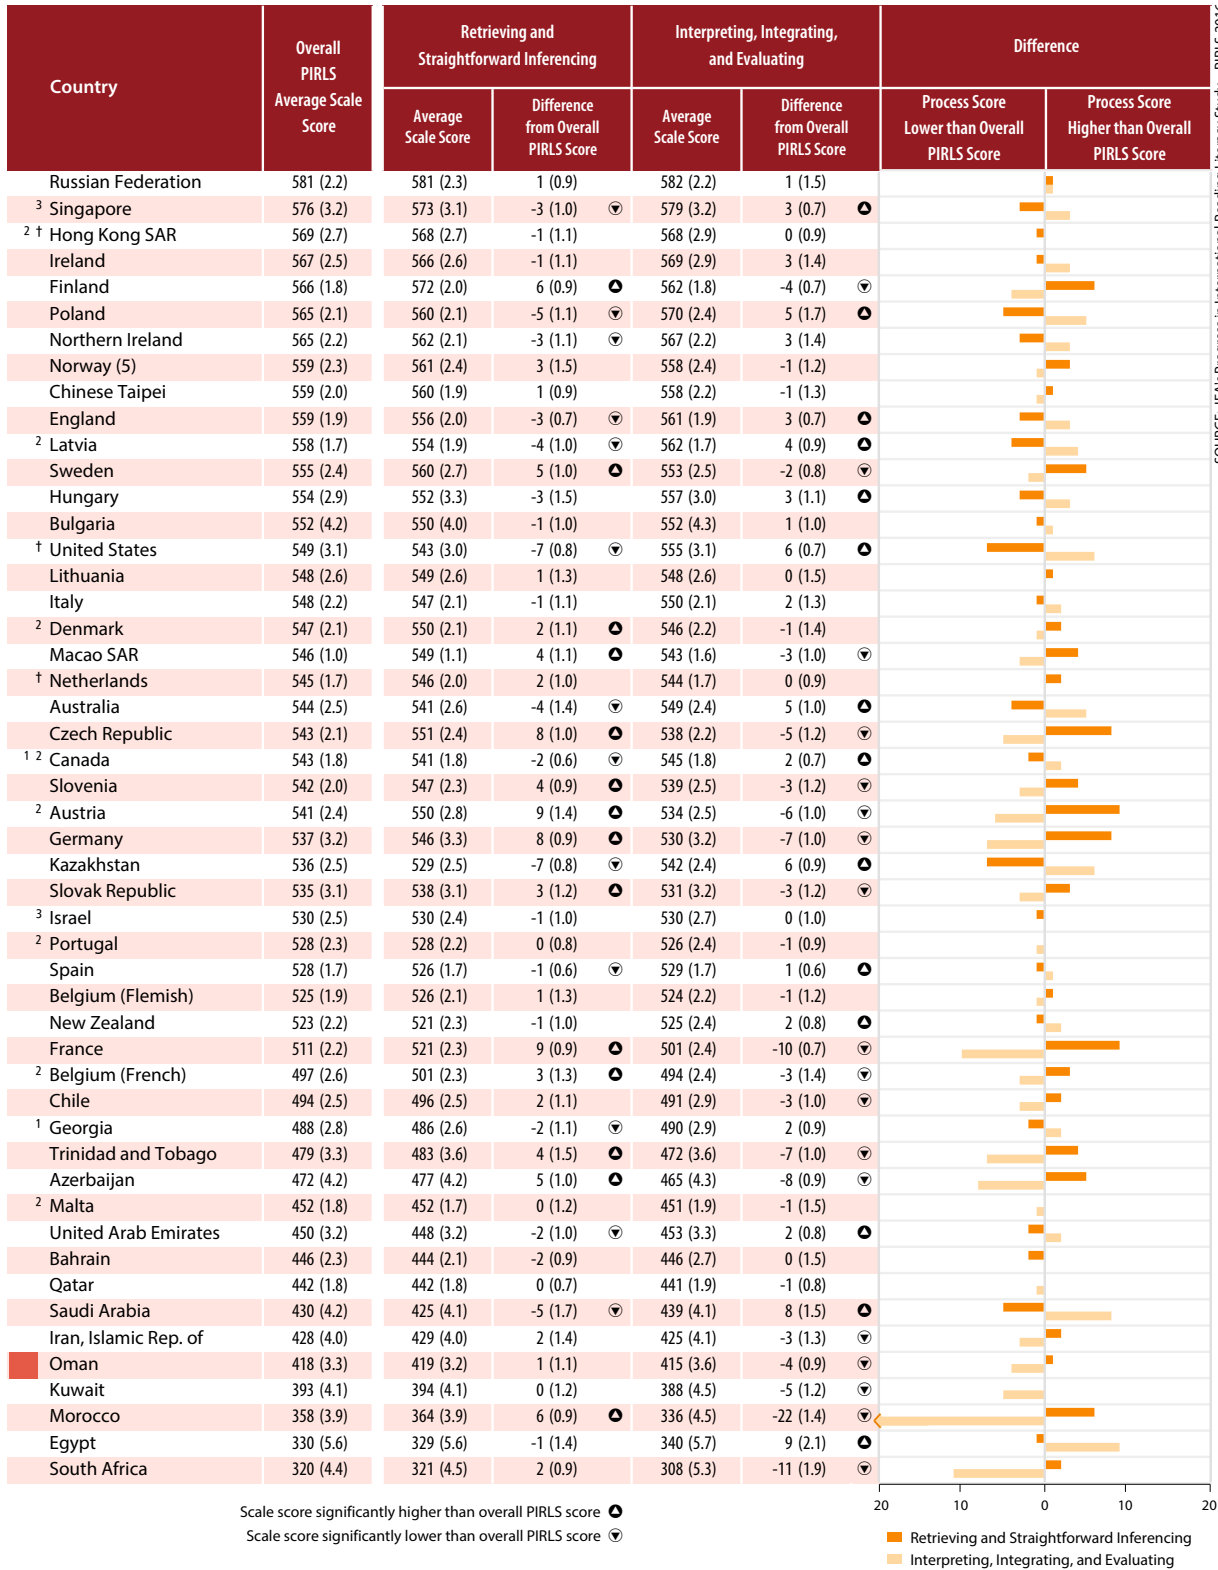 Country
Overall
PIRLS
Average Scale
Score
Retrieving and
Straightforward Inferencing
Interpreting, Integrating,
and Evaluating
Difference
Average
Scale Score
Difference
from Overall
PIRLS Score
Average
Scale Score
Difference
from Overall
PIRLS Score
Process Score
Lower than Overall
PIRLS Score
Process Score
Higher than Overall
PIRLS Score
Russian Federation 581 (2.2) 581 (2.3) 1 (0.9) 582 (2.2) 1 (1.5)
3 Singapore 576 (3.2) 573 (3.1) -3 (1.0) 579 (3.2) 3 (0.7)
2 † Hong Kong SAR 569 (2.7) 568 (2.7) -1 (1.1) 568 (2.9) 0 (0.9)
Ireland 567 (2.5) 566 (2.6) -1 (1.1) 569 (2.9) 3 (1.4)
Finland 566 (1.8) 572 (2.0) 6 (0.9) 562 (1.8) -4 (0.7)
Poland 565 (2.1) 560 (2.1) -5 (1.1) 570 (2.4) 5 (1.7)
Northern Ireland 565 (2.2) 562 (2.1) -3 (1.1) 567 (2.2) 3 (1.4)
Norway (5) 559 (2.3) 561 (2.4) 3 (1.5) 558 (2.4) -1 (1.2)
Chinese Taipei 559 (2.0) 560 (1.9) 1 (0.9) 558 (2.2) -1 (1.3)
England 559 (1.9) 556 (2.0) -3 (0.7) 561 (1.9) 3 (0.7)
2 Latvia 558 (1.7) 554 (1.9) -4 (1.0) 562 (1.7) 4 (0.9)
Sweden 555 (2.4) 560 (2.7) 5 (1.0) 553 (2.5) -2 (0.8)
Hungary 554 (2.9) 552 (3.3) -3 (1.5) 557 (3.0) 3 (1.1)
Bulgaria 552 (4.2) 550 (4.0) -1 (1.0) 552 (4.3) 1 (1.0)
† United States 549 (3.1) 543 (3.0) -7 (0.8) 555 (3.1) 6 (0.7)
Lithuania 548 (2.6) 549 (2.6) 1 (1.3) 548 (2.6) 0 (1.5)
Italy 548 (2.2) 547 (2.1) -1 (1.1) 550 (2.1) 2 (1.3)
2 Denmark 547 (2.1) 550 (2.1) 2 (1.1) 546 (2.2) -1 (1.4)
Macao SAR 546 (1.0) 549 (1.1) 4 (1.1) 543 (1.6) -3 (1.0)
† Netherlands 545 (1.7) 546 (2.0) 2 (1.0) 544 (1.7) 0 (0.9)
Australia 544 (2.5) 541 (2.6) -4 (1.4) 549 (2.4) 5 (1.0)
Czech Republic 543 (2.1) 551 (2.4) 8 (1.0) 538 (2.2) -5 (1.2)
1 2 Canada 543 (1.8) 541 (1.8) -2 (0.6) 545 (1.8) 2 (0.7)
Slovenia 542 (2.0) 547 (2.3) 4 (0.9) 539 (2.5) -3 (1.2)
2 Austria 541 (2.4) 550 (2.8) 9 (1.4) 534 (2.5) -6 (1.0)
Germany 537 (3.2) 546 (3.3) 8 (0.9) 530 (3.2) -7 (1.0)
Kazakhstan 536 (2.5) 529 (2.5) -7 (0.8) 542 (2.4) 6 (0.9)
Slovak Republic 535 (3.1) 538 (3.1) 3 (1.2) 531 (3.2) -3 (1.2)
3 Israel 530 (2.5) 530 (2.4) -1 (1.0) 530 (2.7) 0 (1.0)
2 Portugal 528 (2.3) 528 (2.2) 0 (0.8) 526 (2.4) -1 (0.9)
Spain 528 (1.7) 526 (1.7) -1 (0.6) 529 (1.7) 1 (0.6)
Belgium (Flemish) 525 (1.9) 526 (2.1) 1 (1.3) 524 (2.2) -1 (1.2)
New Zealand 523 (2.2) 521 (2.3) -1 (1.0) 525 (2.4) 2 (0.8)
France 511 (2.2) 521 (2.3) 9 (0.9) 501 (2.4) -10 (0.7)
2 Belgium (French) 497 (2.6) 501 (2.3) 3 (1.3) 494 (2.4) -3 (1.4)
Chile 494 (2.5) 496 (2.5) 2 (1.1) 491 (2.9) -3 (1.0)
1 Georgia 488 (2.8) 486 (2.6) -2 (1.1) 490 (2.9) 2 (0.9)
Trinidad and Tobago 479 (3.3) 483 (3.6) 4 (1.5) 472 (3.6) -7 (1.0)
Azerbaijan 472 (4.2) 477 (4.2) 5 (1.0) 465 (4.3) -8 (0.9)
2 Malta 452 (1.8) 452 (1.7) 0 (1.2) 451 (1.9) -1 (1.5)
United Arab Emirates 450 (3.2) 448 (3.2) -2 (1.0) 453 (3.3) 2 (0.8)
Bahrain 446 (2.3) 444 (2.1) -2 (0.9) 446 (2.7) 0 (1.5)
Qatar 442 (1.8) 442 (1.8) 0 (0.7) 441 (1.9) -1 (0.8)
Saudi Arabia 430 (4.2) 425 (4.1) -5 (1.7) 439 (4.1) 8 (1.5)
Iran, Islamic Rep. of 428 (4.0) 429 (4.0) 2 (1.4) 425 (4.1) -3 (1.3)
Oman 418 (3.3) 419 (3.2) 1 (1.1) 415 (3.6) -4 (0.9)
Kuwait 393 (4.1) 394 (4.1) 0 (1.2) 388 (4.5) -5 (1.2)
Morocco 358 (3.9) 364 (3.9) 6 (0.9) 336 (4.5) -22 (1.4)
Egypt 330 (5.6) 329 (5.6) -1 (1.4) 340 (5.7) 9 (2.1)
South Africa 320 (4.4) 321 (4.5) 2 (0.9) 308 (5.3) -11 (1.9)
20 10 0 10 20
Scale score significantly higher than overall PIRLS score
Scale score significantly lower than overall PIRLS score
Retrieving and Straightforward Inferencing
Interpreting, Integrating, and Evaluating